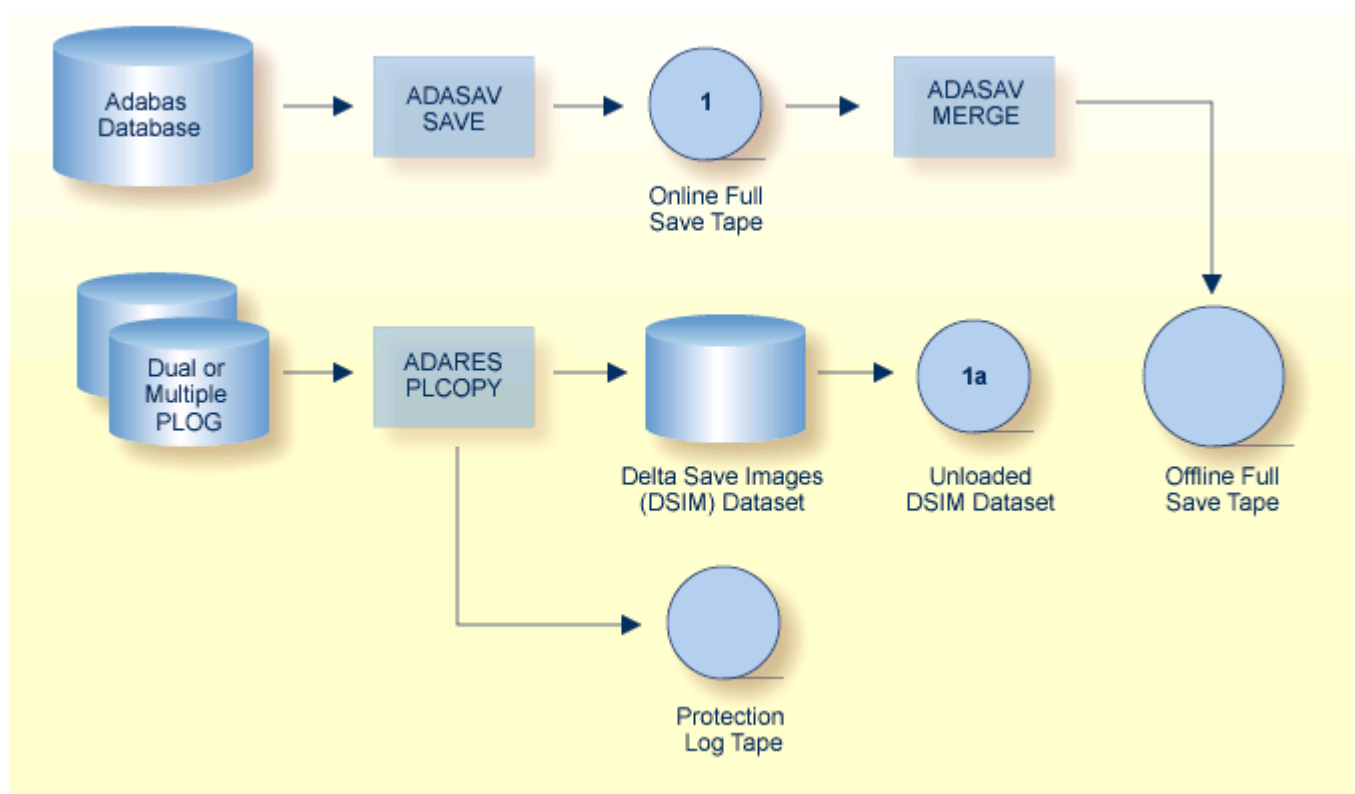 Adabas
Database
ADASAV
SAVE
1
Online Full
Save Tape
ADASAV
MERGE
Dual or
Multiple
PLOG
ADARES
PLCOPY
Delta Save Images
(DSIM) Dataset
1a
Unloaded
DSIM Dataset
Offline Full
Save Tape
Protection
Log Tape